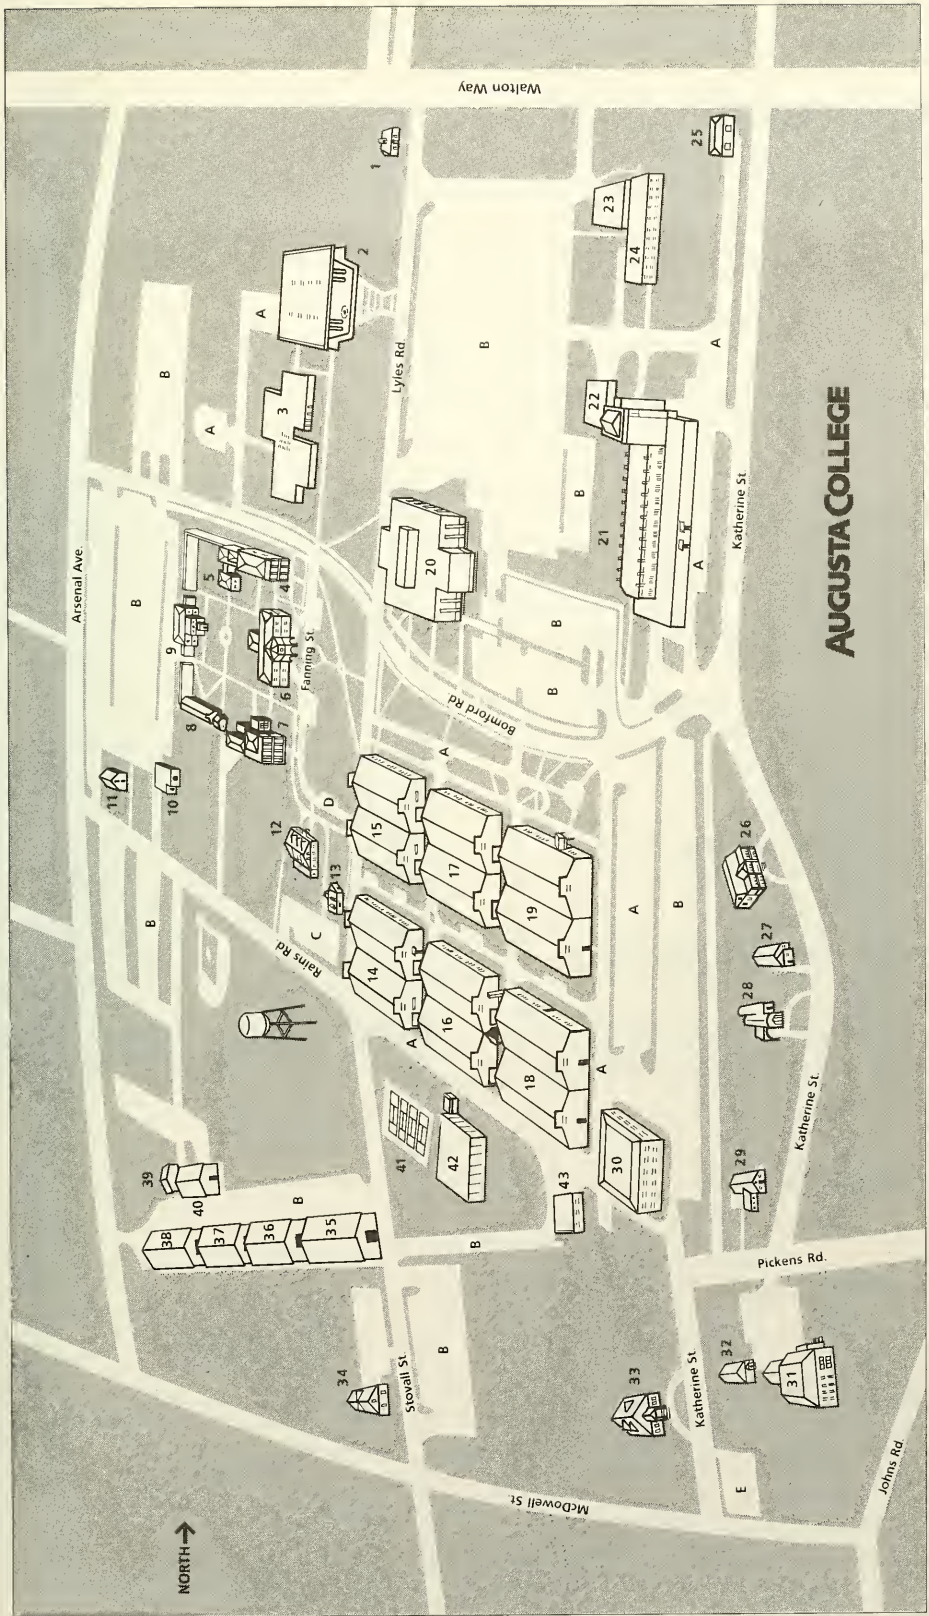 Walton Way
1
25
2
23
24
A
B
Lyles Rd.
B
A
3
A
22
Arsenal Ave.
B
5
4
9
6
Fanning St.
20
B
21
A
Katherine St.
AUGUSTA COLLEGE
8
7
Bomford Rd.
B
B
11
10
12
D
15
A
13
17
19
A
B
26
B
C
Rains Rd.
14
16
18
A
A
27
28
Katherine St.
41
42
43
30
29
39
40
B
38
37
36
35
B
Pickens Rd.
34
Stovall St.
B
33
Katherine St.
32
31
E
McDowell St.
Johns Rd.
NORTH→